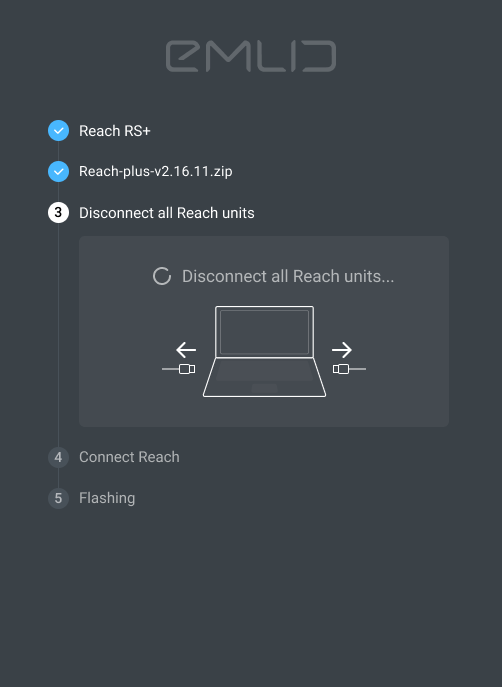 EMLID
Reach RS+
Reach-plus-v2.16.11.zip
3 Disconnect all Reach units
Disconnect all Reach units...
4 Connect Reach
5 Flashing